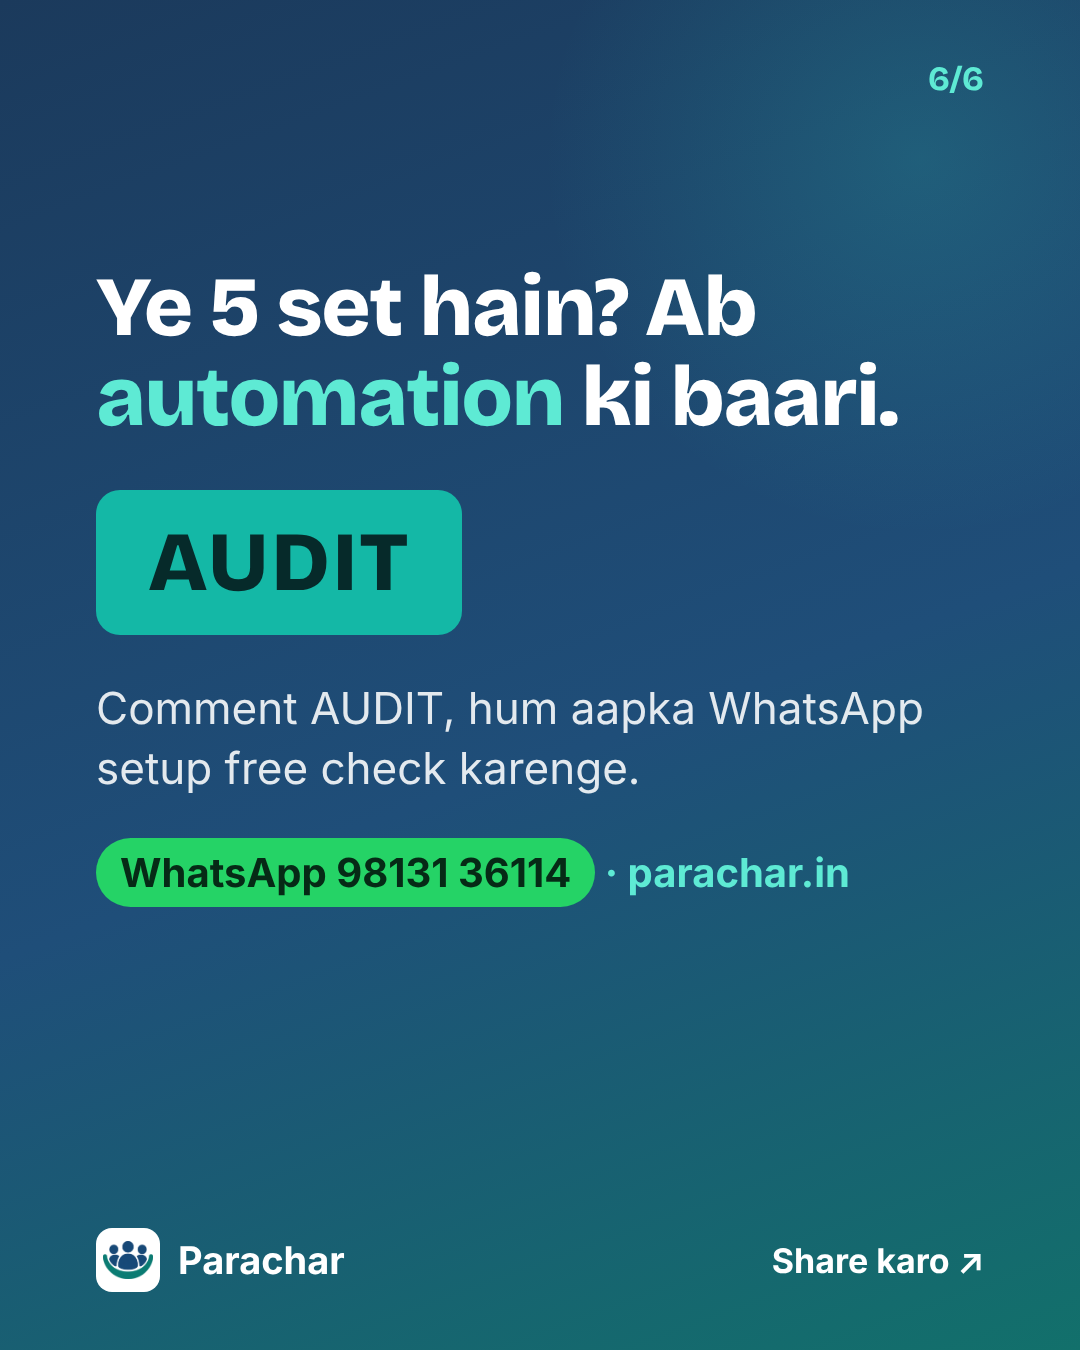 6/6
Ye 5 set hain? Ab
automation ki baari.
AUDIT
Comment AUDIT, hum aapka WhatsApp
setup free check karenge.
WhatsApp 98131 36114 · parachar.in
Parachar
Share karo ↗